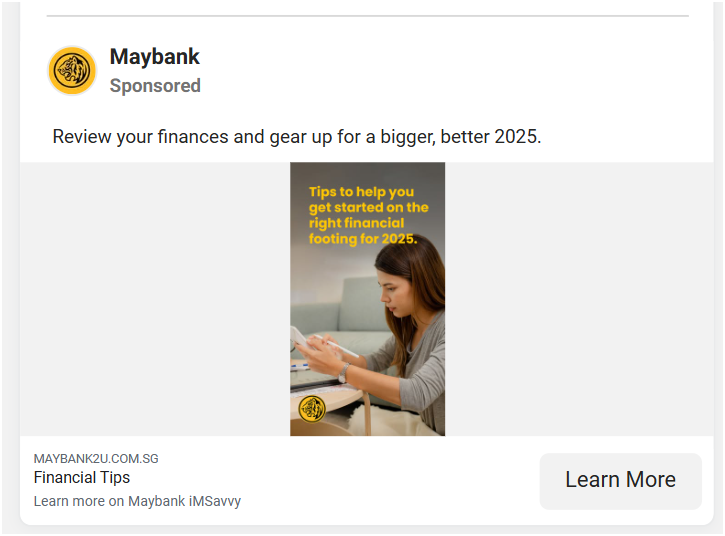 Maybank
Sponsored
Review your finances and gear up for a bigger, better 2025.
Tips to help you
get started on the
right financial
footing for 2025.
MAYBANK2U.COM.SG
Financial Tips
Learn more on Maybank iMSavvy
Learn More